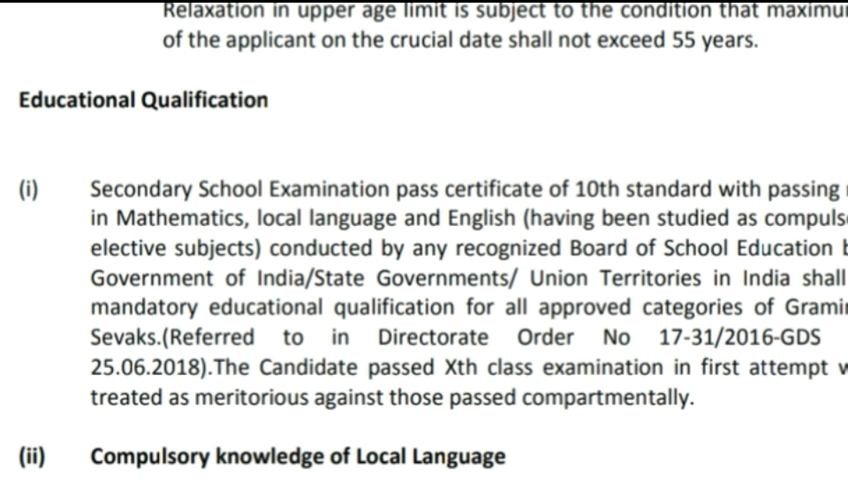 Relaxation in upper age limit is subject to the condition that
of the applicant on the crucial date shall not exceed 55 years.
Educational Qualification
(i) Secondary School Examination pass certificate of 10th standard with passing
in Mathematics, local language and English (having been studied as
elective subjects) conducted by any recognized Board of School Education
Government of India/State Governments/ Union Territories in India shall
mandatory educational qualification for all approved categories of
Sevaks.(Referred to in Directorate Order No 17-31/2016-GDS
25.06.2018).The Candidate passed Xth class examination in first attempt
treated as meritorious against those passed compartmentally.
(ii) Compulsory knowledge of Local Language